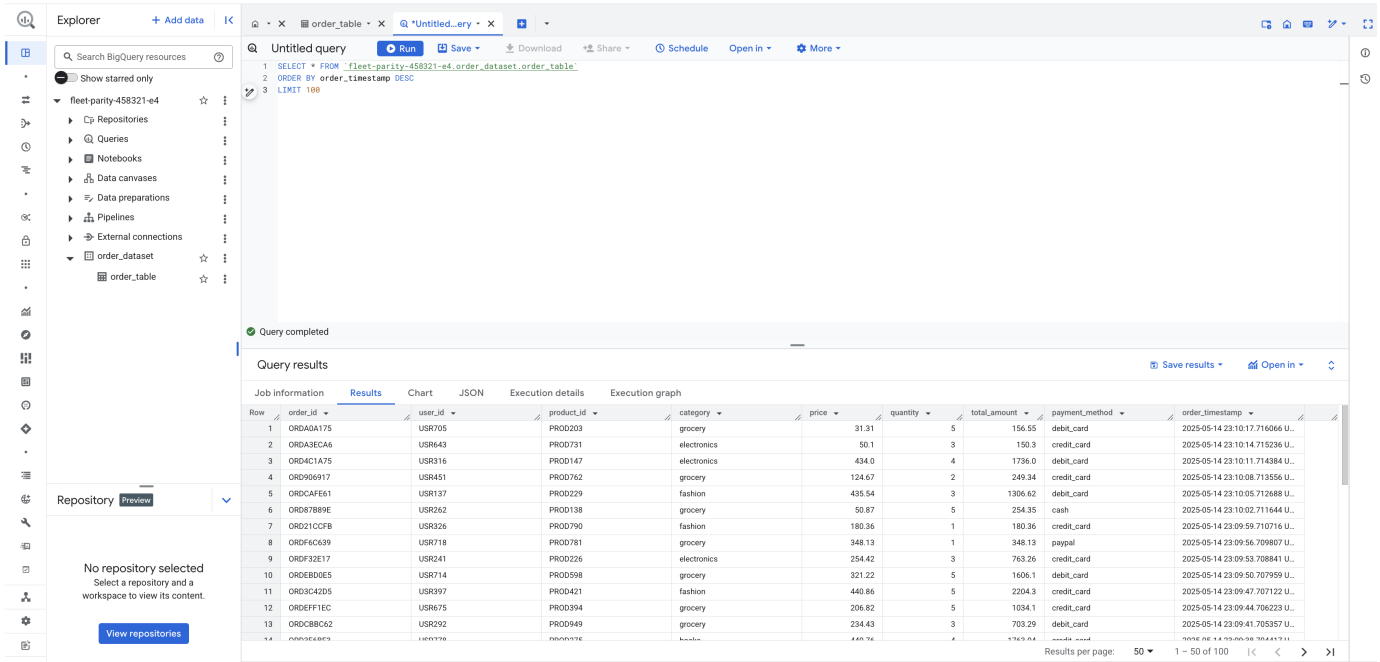 Explorer
+ Add data
order_table
*Untitled...ery
Search BigQuery resources
Show starred only
fleet-parity-458321-e4
Repositories
Queries
Notebooks
Data canvases
Data preparations
Pipelines
External connections
order_dataset
order_table
Repository Preview
No repository selected
Select a repository and a
workspace to view its content.
View repositories
Untitled query Run Save Download +Share Schedule Open in More
1 SELECT * FROM `fleet-parity-458321-e4.order_dataset.order_table`
2 ORDER BY order_timestamp DESC
3 LIMIT 100
Query completed
Query results Save results Open in
Job information Results Chart JSON Execution details Execution graph
Row order_id user_id product_id category price quantity total_amount payment_method order_timestamp
1 ORDA0A175 USR705 PROD203 grocery 31.31 5 156.55 debit_card 2025-05-14 23:10:17.716066 U...
2 ORDA3ECA6 USR643 PROD731 electronics 50.1 3 150.3 credit_card 2025-05-14 23:10:14.715236 U...
3 ORD4C1A75 USR316 PROD147 electronics 434.0 4 1736.0 debit_card 2025-05-14 23:10:11.714384 U...
4 ORD906917 USR451 PROD762 grocery 124.67 2 249.34 credit_card 2025-05-14 23:10:08.713556 U...
5 ORDCAFE61 USR137 PROD229 fashion 435.54 3 1306.62 debit_card 2025-05-14 23:10:05.712688 U...
6 ORD87B89E USR262 PROD138 grocery 50.87 5 254.35 cash 2025-05-14 23:10:02.711644 U...
7 ORD21CCFB USR326 PROD790 fashion 180.36 1 180.36 credit_card 2025-05-14 23:09:59.710716 U...
8 ORDF6C639 USR718 PROD781 grocery 348.13 1 348.13 paypal 2025-05-14 23:09:56.709807 U...
9 ORDF32E17 USR241 PROD226 electronics 254.42 3 763.26 credit_card 2025-05-14 23:09:53.708841 U...
10 ORDEBD0E5 USR714 PROD598 grocery 321.22 5 1606.1 debit_card 2025-05-14 23:09:50.707959 U...
11 ORD3C42D5 USR397 PROD421 fashion 440.86 5 2204.3 credit_card 2025-05-14 23:09:47.707122 U...
12 ORDEFF1EC USR675 PROD394 grocery 206.82 5 1034.1 credit_card 2025-05-14 23:09:44.706223 U...
13 ORDCBBC62 USR292 PROD949 grocery 234.43 3 703.29 debit_card 2025-05-14 23:09:41.705357 U...
Results per page: 50 1 – 50 of 100